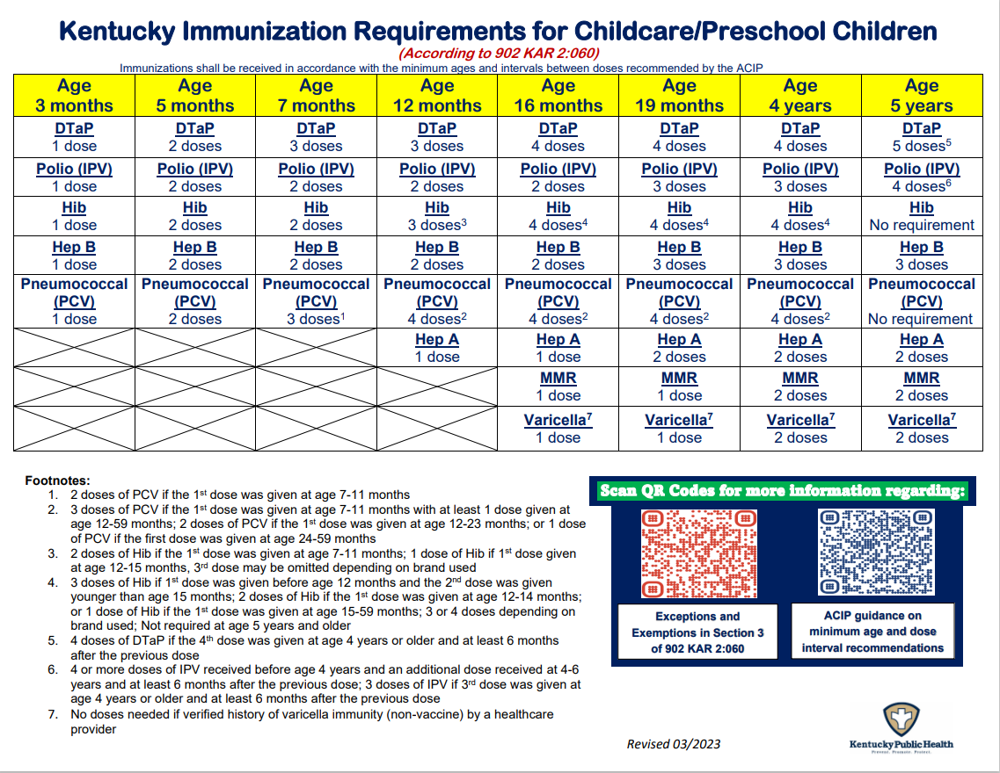 Kentucky Immunization Requirements for Childcare/Preschool Children
(According to 902 KAR 2:060)
Immunizations shall be received in accordance with the minimum ages and intervals between doses recommended by the ACIP
Age Age Age Age Age Age Age Age
3 months 5 months 7 months 12 months 16 months 19 months 4 years 5 years
DTaP DTaP DTaP DTaP DTaP DTaP DTaP DTaP
1 dose 2 doses 3 doses 3 doses 4 doses 4 doses 4 doses 5 doses⁵
Polio (IPV) Polio (IPV) Polio (IPV) Polio (IPV) Polio (IPV) Polio (IPV) Polio (IPV) Polio (IPV)
1 dose 2 doses 2 doses 2 doses 2 doses 3 doses 3 doses 4 doses⁶
Hib Hib Hib Hib Hib Hib Hib Hib
1 dose 2 doses 2 doses 3 doses³ 4 doses⁴ 4 doses⁴ 4 doses⁴ No requirement
Hep B Hep B Hep B Hep B Hep B Hep B Hep B Hep B
1 dose 2 doses 2 doses 2 doses 2 doses 3 doses 3 doses 3 doses
Pneumococcal Pneumococcal Pneumococcal Pneumococcal Pneumococcal Pneumococcal Pneumococcal Pneumococcal
(PCV) (PCV) (PCV) (PCV) (PCV) (PCV) (PCV) (PCV)
1 dose 2 doses 3 doses¹ 4 doses² 4 doses² 4 doses² 4 doses² No requirement
Hep A Hep A Hep A Hep A Hep A
1 dose 1 dose 2 doses 2 doses 2 doses
MMR MMR MMR MMR
1 dose 1 dose 2 doses 2 doses
Varicella⁷ Varicella⁷ Varicella⁷ Varicella⁷
1 dose 1 dose 2 doses 2 doses
Footnotes:
1. 2 doses of PCV if the 1st dose was given at age 7-11 months
2. 3 doses of PCV if the 1st dose was given at age 7-11 months with at least 1 dose given at
age 12-59 months; 2 doses of PCV if the 1st dose was given at age 12-23 months; or 1 dose
of PCV if the first dose was given at age 24-59 months
3. 2 doses of Hib if the 1st dose was given at age 7-11 months; 1 dose of Hib if 1st dose given
at age 12-15 months, 3rd dose may be omitted depending on brand used
4. 3 doses of Hib if 1st dose was given before age 12 months and the 2nd dose was given
younger than age 15 months; 2 doses of Hib if the 1st dose was given at age 12-14 months;
or 1 dose of Hib if the 1st dose was given at age 15-59 months; 3 or 4 doses depending on
brand used; Not required at age 5 years and older
5. 4 doses of DTaP if the 4th dose was given at age 4 years or older and at least 6 months
after the previous dose
6. 4 or more doses of IPV received before age 4 years and an additional dose received at 4-6
years and at least 6 months after the previous dose; 3 doses of IPV if 3rd dose was given at
age 4 years or older and at least 6 months after the previous dose
7. No doses needed if verified history of varicella immunity (non-vaccine) by a healthcare
provider
Scan QR Codes for more information regarding:
Exceptions and
Exemptions in Section 3
of 902 KAR 2:060
ACIP guidance on
minimum age and dose
interval recommendations
Revised 03/2023
KentuckyPublicHealth
Prevent. Promote. Protect.